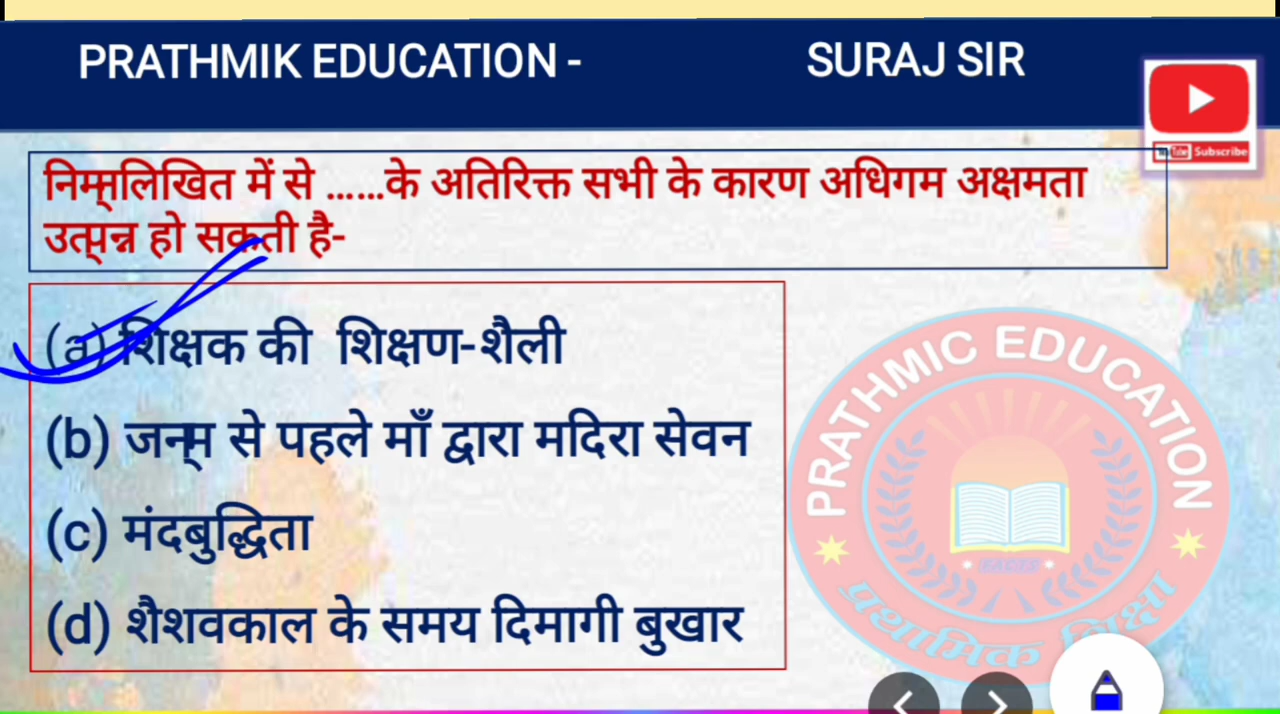 PRATHMIK EDUCATION - SURAJ SIR
Subscribe
निम्नलिखित में से ......के अतिरिक्त सभी के कारण अधिगम अक्षमता
उत्पन्न हो सकती है-
(a) शिक्षक की शिक्षण-शैली
(b) जन्म से पहले माँ द्वारा मदिरा सेवन
(c) मंदबुद्धिता
(d) शैशवकाल के समय दिमागी बुखार
PRATHMIC EDUCATION
FACTS
प्राथमिक शिक्षा